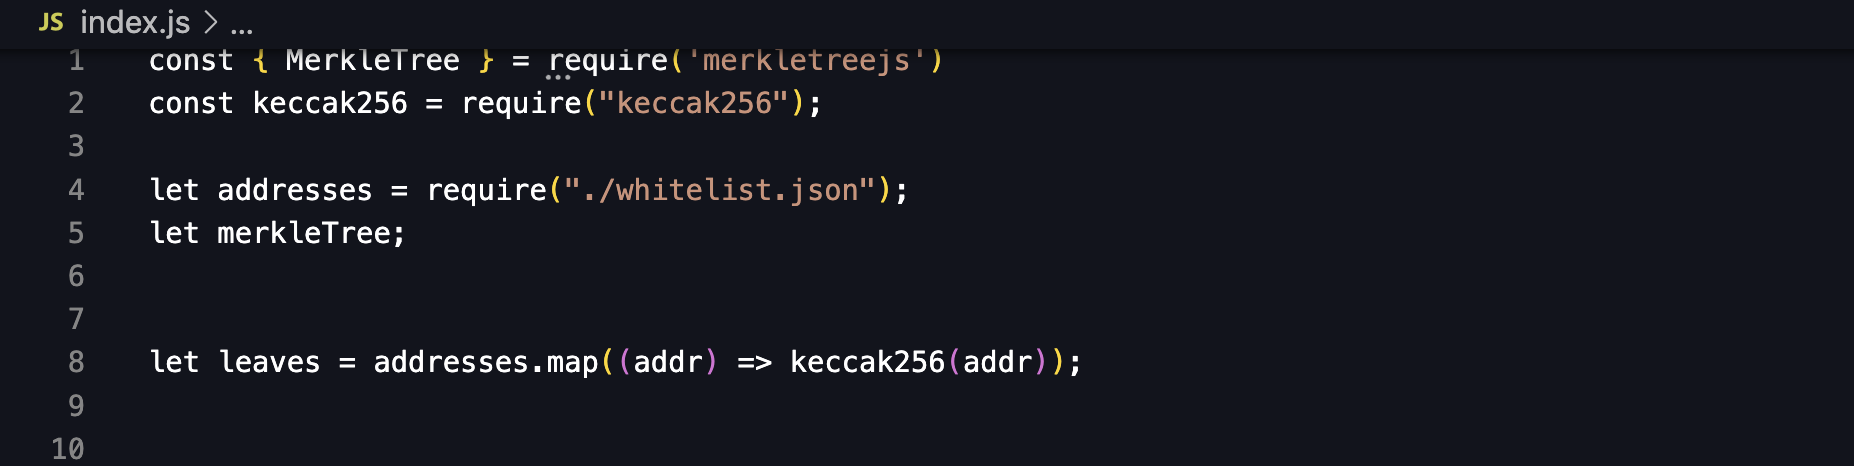 JS index.js > ...
1 const { MerkleTree } = require('merkletreejs')
2 const keccak256 = require("keccak256");
3
4 let addresses = require("./whitelist.json");
5 let merkleTree;
6
7
8 let leaves = addresses.map((addr) => keccak256(addr));
9
10